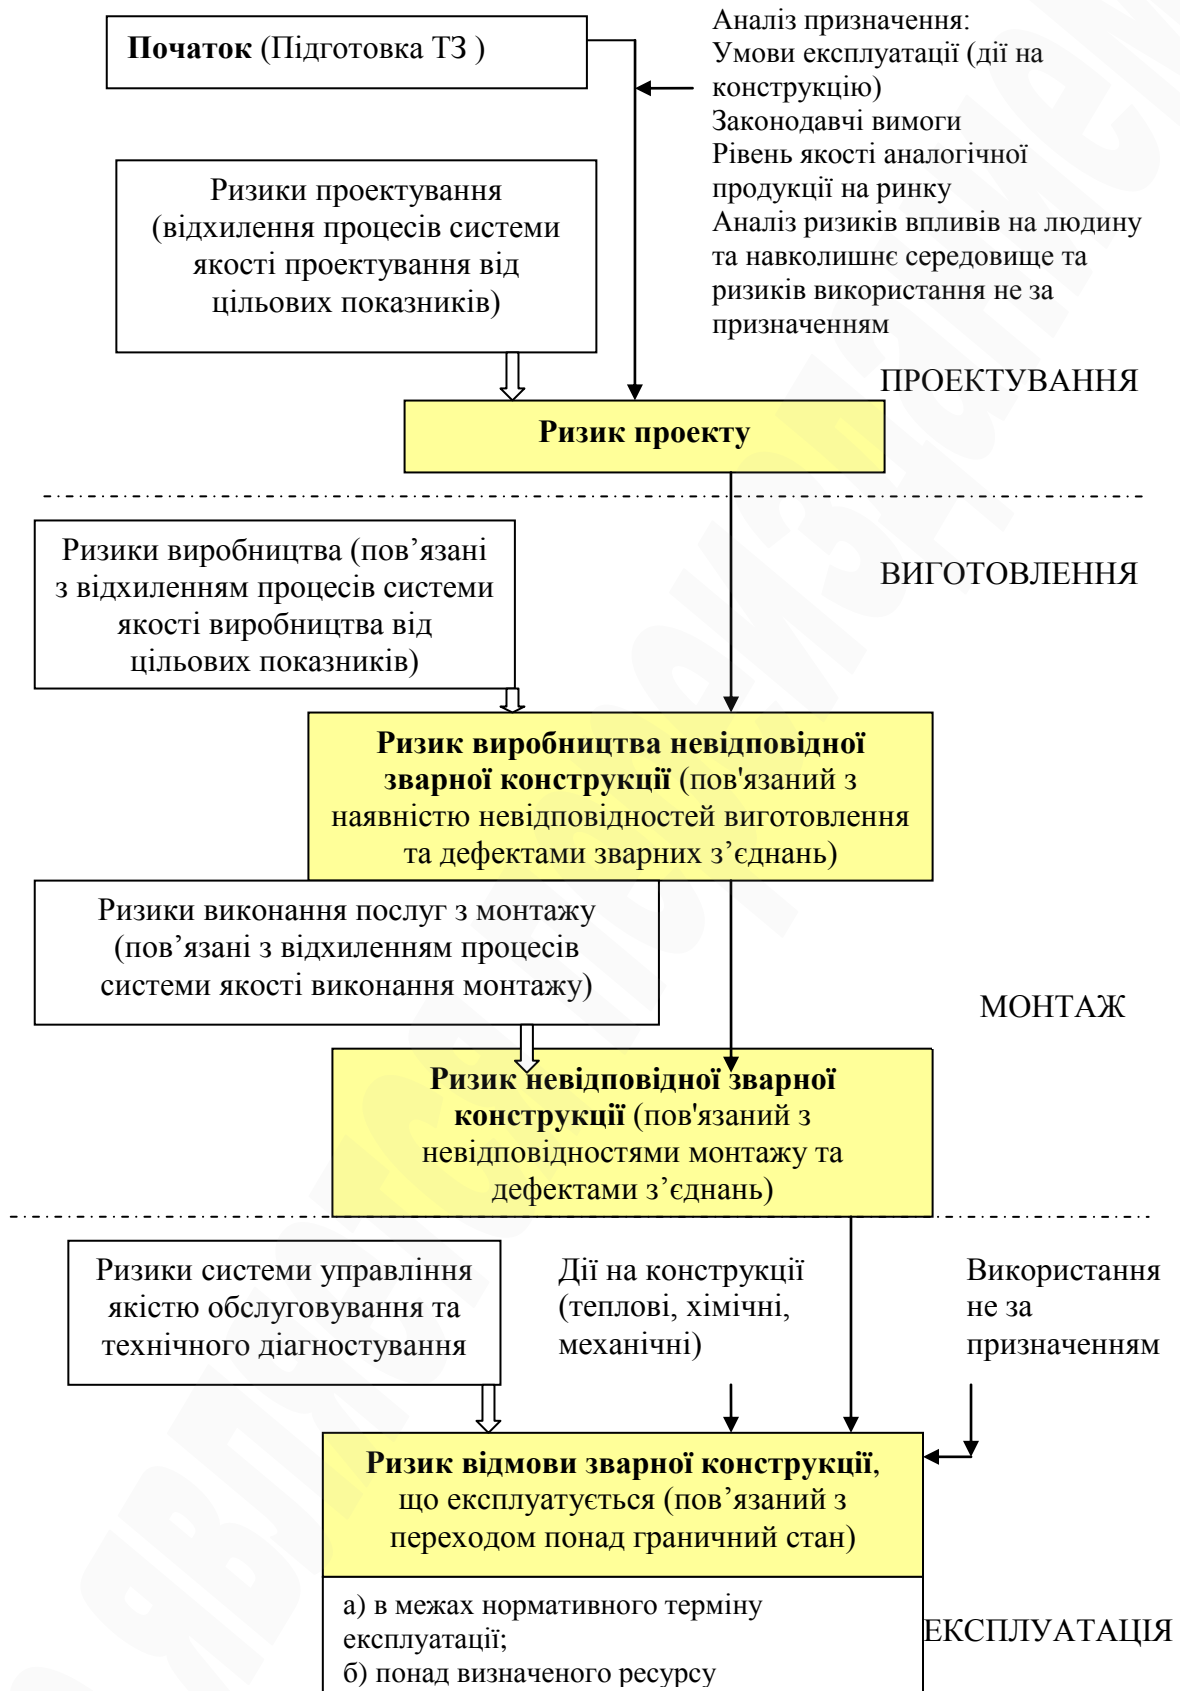 Початок (Підготовка ТЗ )
Аналіз призначення:
Умови експлуатації (дії на
конструкцію)
Законодавчі вимоги
Рівень якості аналогічної
продукції на ринку
Аналіз ризиків впливів на людину
та навколишнє середовище та
ризиків використання не за
призначенням
Ризики проектування
(відхилення процесів системи
якості проектування від
цільових показників)
ПРОЕКТУВАННЯ
Ризик проекту
Ризики виробництва (пов’язані
з відхиленням процесів системи
якості виробництва від
цільових показників)
ВИГОТОВЛЕННЯ
Ризик виробництва невідповідної
зварної конструкції (пов'язаний з
наявністю невідповідностей виготовлення
та дефектами зварних з’єднань)
Ризики виконання послуг з монтажу
(пов’язані з відхиленням процесів
системи якості виконання монтажу)
МОНТАЖ
Ризик невідповідної зварної
конструкції (пов'язаний з
невідповідностями монтажу та
дефектами з’єднань)
Ризики системи управління
якістю обслуговування та
технічного діагностування
Дії на конструкції
(теплові, хімічні,
механічні)
Використання
не за
призначенням
Ризик відмови зварної конструкції,
що експлуатується (пов’язаний з
переходом понад граничний стан)
а) в межах нормативного терміну
експлуатації;
б) понад визначеного ресурсу
ЕКСПЛУАТАЦІЯ